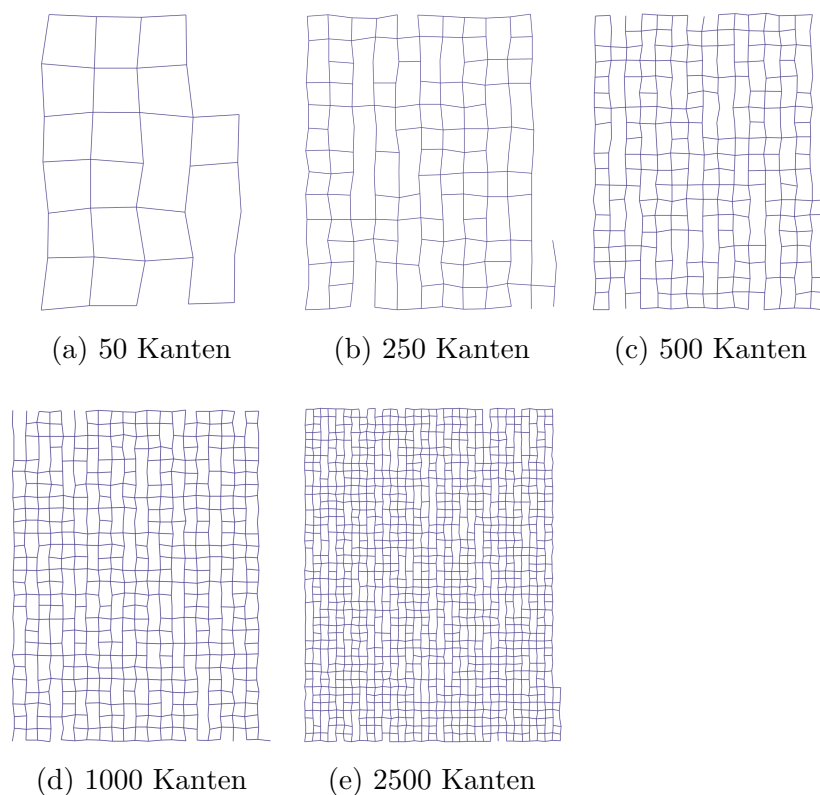 (a) 50 Kanten
(b) 250 Kanten
(c) 500 Kanten
(d) 1000 Kanten
(e) 2500 Kanten